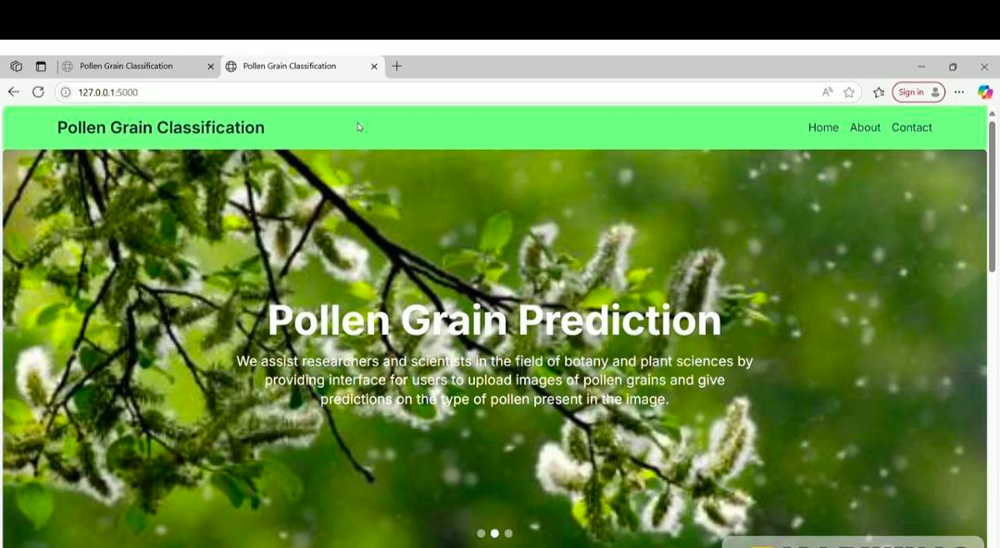 Pollen Grain Classification
Pollen Grain Classification
127.0.0.1:5000
Sign in
Pollen Grain Classification
Home About Contact
Pollen Grain Prediction
We assist researchers and scientists in the field of botany and plant sciences by
providing interface for users to upload images of pollen grains and give
predictions on the type of pollen present in the image.